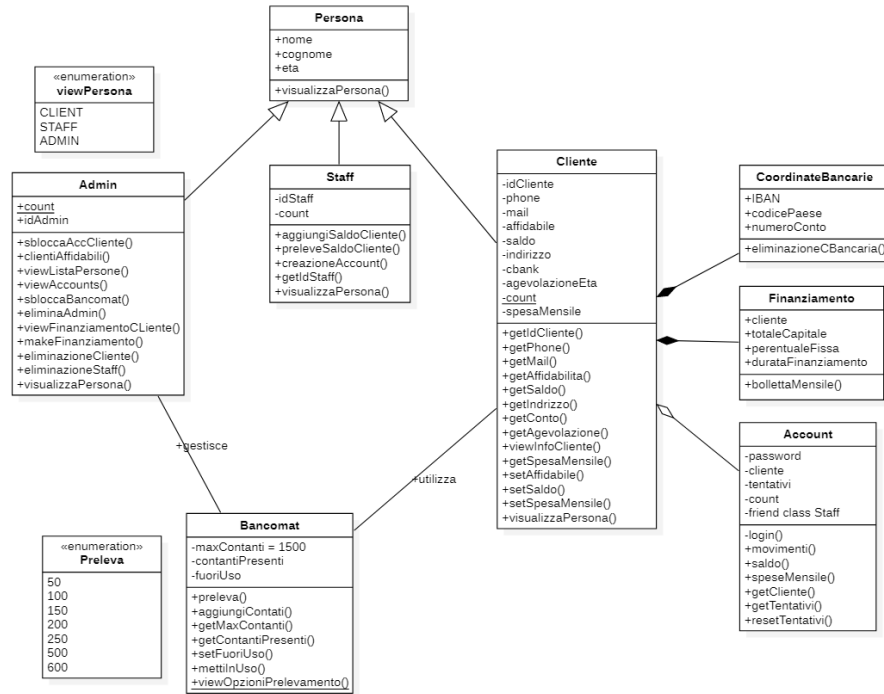 Persona
+nome
+cognome
+eta
+visualizzaPersona()
«enumeration»
viewPersona
CLIENT
STAFF
ADMIN
Admin
+count
+idAdmin
+sbloccaAccCliente()
+clientiAffidabili()
+viewListaPersone()
+viewAccounts()
+sbloccaBancomat()
+eliminaAdmin()
+viewFinanziamentoCLiente()
+makeFinanziamento()
+eliminazioneCliente()
+eliminazioneStaff()
+visualizzaPersona()
Staff
-idStaff
-count
+aggiungiSaldoCliente()
+preleveSaldoCliente()
+creazioneAccount()
+getIdStaff()
+visualizzaPersona()
Cliente
-idCliente
-phone
-mail
-affidabile
-saldo
-indirizzo
-cbank
-agevolazioneEta
-count
-spesaMensile
+getIdCliente()
+getPhone()
+getMail()
+getAffidabilita()
+getSaldo()
+getIndrizzo()
+getConto()
+getAgevolazione()
+viewInfoCliente()
+getSpesaMensile()
+setAffidabile()
+setSaldo()
+setSpesaMensile()
+visualizzaPersona()
CoordinateBancarie
+IBAN
+codicePaese
+numeroConto
+eliminazioneCBancaria()
Finanziamento
+cliente
+totaleCapitale
+perentualeFissa
+durataFinanziamento
+bollettaMensile()
Account
-password
-cliente
-tentativi
-count
-friend class Staff
-login()
+movimenti()
+saldo()
+speseMensile()
+getCliente()
+getTentativi()
+resetTentativi()
+gestisce
+utilizza
«enumeration»
Preleva
50
100
150
200
250
500
600
Bancomat
-maxContanti = 1500
-contantiPresenti
-fuoriUso
+preleva()
+aggiungiContati()
+getMaxContanti()
+getContantiPresenti()
+setFuoriUso()
+mettiInUso()
+viewOpzioniPrelevamento()